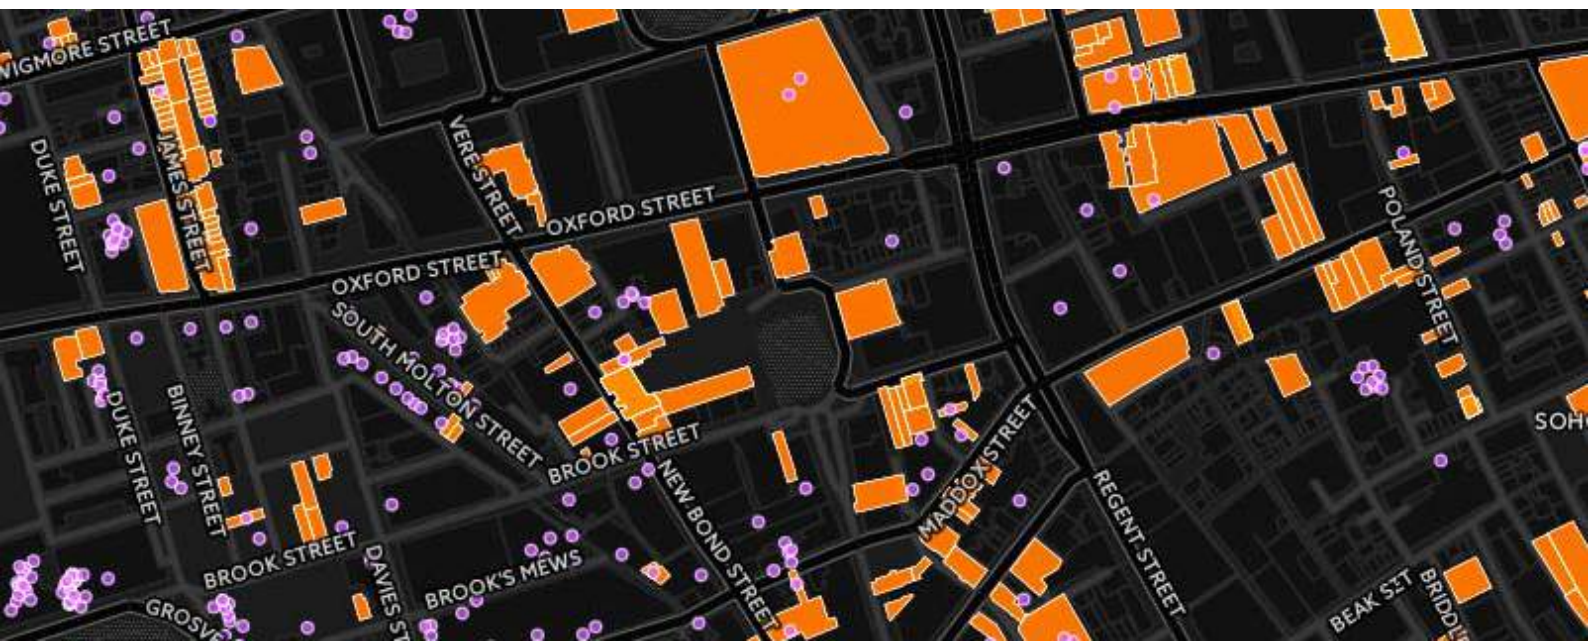 WIGMORE STREET
DUKE STREET
JAMES STREET
VERE STREET
OXFORD STREET
OXFORD STREET
SOUTH MOLTON STREET
POLAND STREET
DUKE STREET
BINNEY STREET
BROOK STREET
BROOK STREET
NEW BOND STREET
MADDOX STREET
REGENT STREET
DAVIES ST
BROOK'S MEWS
GROSVE
BEAK ST
BRIDL
SOHO